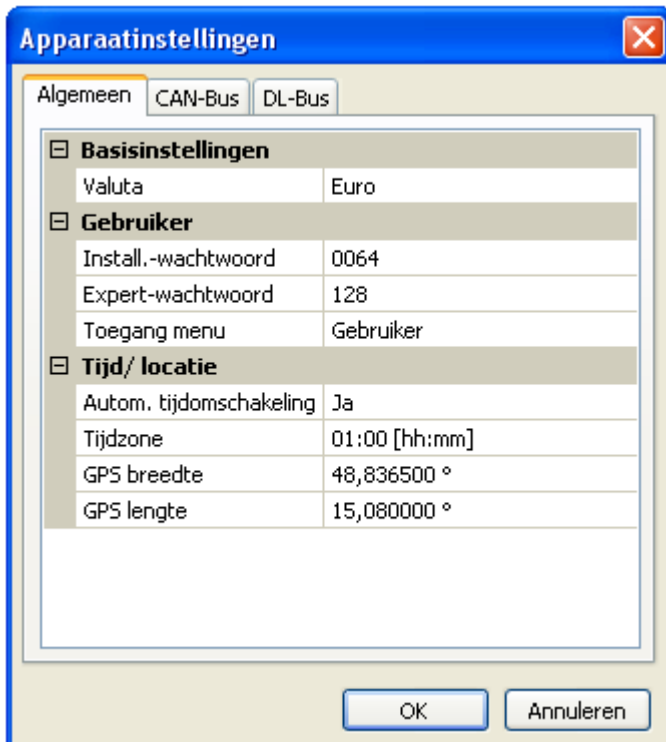 Apparaatinstellingen
Algemeen CAN-Bus DL-Bus
Basisinstellingen
Valuta Euro
Gebruiker
Install.-wachtwoord 0064
Expert-wachtwoord 128
Toegang menu Gebruiker
Tijd/ locatie
Autom. tijdomschakeling Ja
Tijdzone 01:00 [hh:mm]
GPS breedte 48,836500 °
GPS lengte 15,080000 °
OK Annuleren